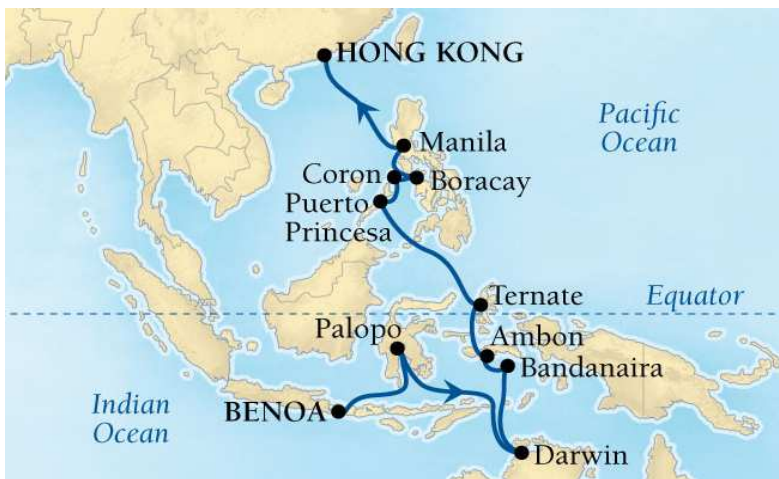 HONG KONG
Pacific
Ocean
Manila
Coron
Boracay
Puerto
Princesa
Ternate
Equator
Palopo
Ambon
Bandanaira
Indian
Ocean
BENOA
Darwin